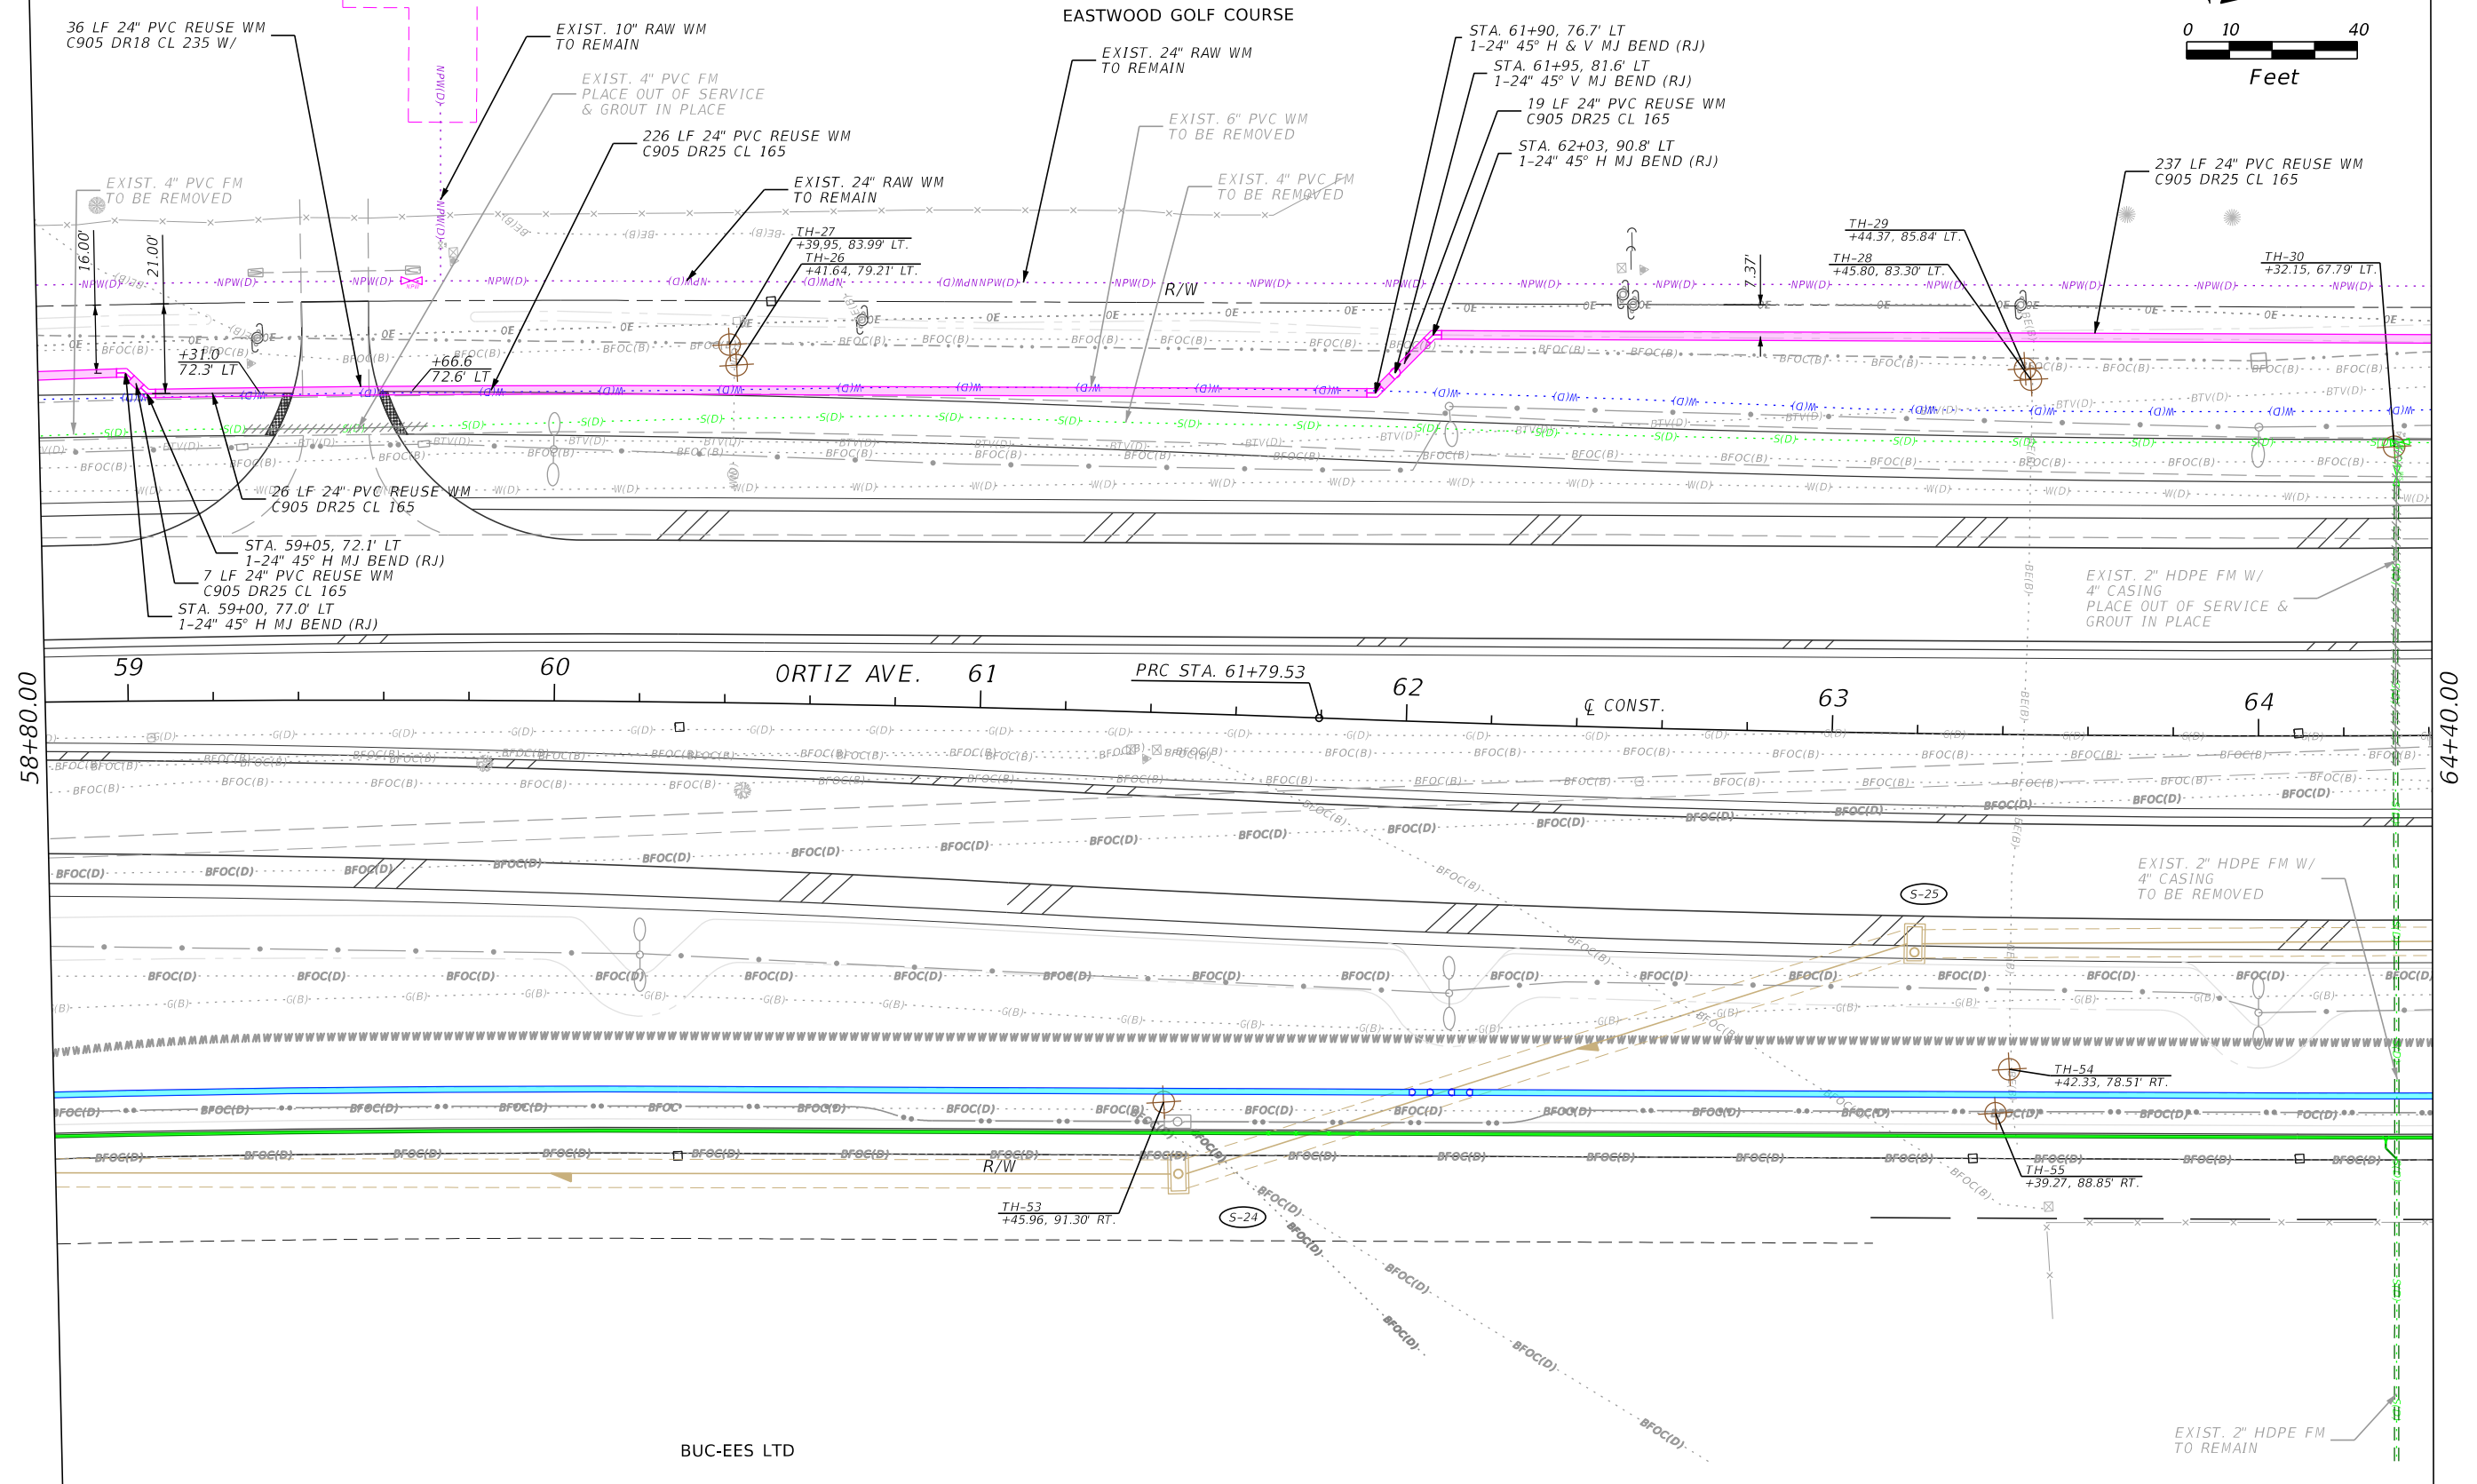 EASTWOOD GOLF COURSE
36 LF 24" PVC REUSE WM
C905 DR18 CL 235 W/
EXIST. 10" RAW WM
TO REMAIN
EXIST. 4" PVC FM
PLACE OUT OF SERVICE
& GROUT IN PLACE
226 LF 24" PVC REUSE WM
C905 DR25 CL 165
EXIST. 24" RAW WM
TO REMAIN
EXIST. 24" RAW WM
TO REMAIN
EXIST. 6" PVC WM
TO BE REMOVED
EXIST. 4" PVC FM
TO BE REMOVED
STA. 61+90, 76.7' LT
1-24" 45° H & V MJ BEND (RJ)
STA. 61+95, 81.6' LT
1-24" 45° V MJ BEND (RJ)
19 LF 24" PVC REUSE WM
C905 DR25 CL 165
STA. 62+03, 90.8' LT
1-24" 45° H MJ BEND (RJ)
0 10 40
Feet
237 LF 24" PVC REUSE WM
C905 DR25 CL 165
EXIST. 4" PVC FM
TO BE REMOVED
16.00'
21.00'
TH-27
+39.95, 83.99' LT.
TH-26
+41.64, 79.21' LT.
TH-29
+44.37, 85.84' LT.
TH-28
+45.80, 83.30' LT.
TH-30
+32.15, 67.79' LT.
7.37'
R/W
NPW(D)
OE
BE(B)
BFOC(B)
W(D)
S(D)
BTV(D)
+31.0
72.3' LT
+66.6
72.6' LT
26 LF 24" PVC REUSE WM
C905 DR25 CL 165
STA. 59+05, 72.1' LT
1-24" 45° H MJ BEND (RJ)
7 LF 24" PVC REUSE WM
C905 DR25 CL 165
STA. 59+00, 77.0' LT
1-24" 45° H MJ BEND (RJ)
EXIST. 2" HDPE FM W/
4" CASING
PLACE OUT OF SERVICE &
GROUT IN PLACE
58+80.00
59
60
ORTIZ AVE.
61
PRC STA. 61+79.53
62
℄ CONST.
63
64
64+40.00
G(D)
BFOC(B)
BFOC(D)
EXIST. 2" HDPE FM W/
4" CASING
TO BE REMOVED
S-25
G(B)
TH-54
+42.33, 78.51' RT.
TH-55
+39.27, 88.85' RT.
R/W
TH-53
+45.96, 91.30' RT.
S-24
BUC-EES LTD
EXIST. 2" HDPE FM
TO REMAIN